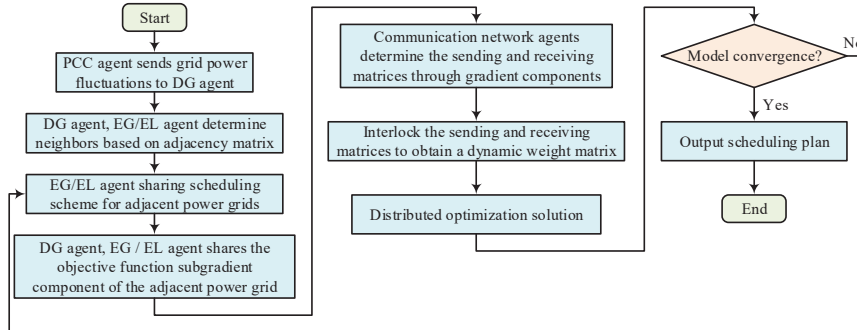 Start
PCC agent sends grid power
fluctuations to DG agent
DG agent, EG/EL agent determine
neighbors based on adjacency matrix
EG/EL agent sharing scheduling
scheme for adjacent power grids
DG agent, EG / EL agent shares the
objective function subgradient
component of the adjacent power grid
Communication network agents
determine the sending and receiving
matrices through gradient components
Interlock the sending and receiving
matrices to obtain a dynamic weight matrix
Distributed optimization solution
Model convergence?
No
Yes
Output scheduling plan
End